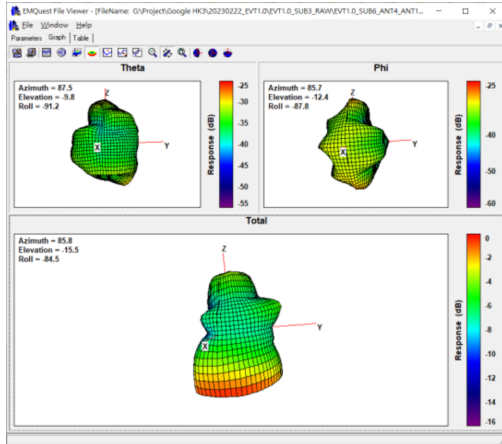 EMQuest File Viewer - [FileName: G:\Project\Google HK3\20230222_EVT1.0_SUB3_RAW\EVT1.0_SUB6_ANT4_ANT1...
File Window Help
Parameters Graph Table
Theta
Azimuth = 87.5
Elevation = -9.8
Roll = -91.2
Z
X
Y
Response (dB)
-25
-30
-35
-40
-45
-50
-55
Phi
Azimuth = 85.7
Elevation = -12.4
Roll = -87.8
Z
X
Y
Response (dB)
-25
-30
-40
-50
-60
Total
Azimuth = 85.8
Elevation = -15.5
Roll = -84.5
Z
X
Y
Response (dB)
0
-2
-4
-6
-8
-10
-12
-14
-16